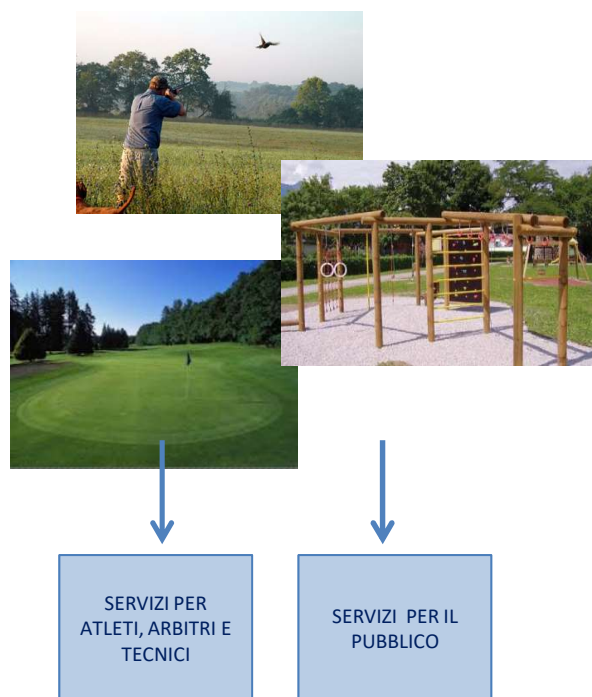 SERVIZI PER
ATLETI, ARBITRI E
TECNICI
SERVIZI PER IL
PUBBLICO